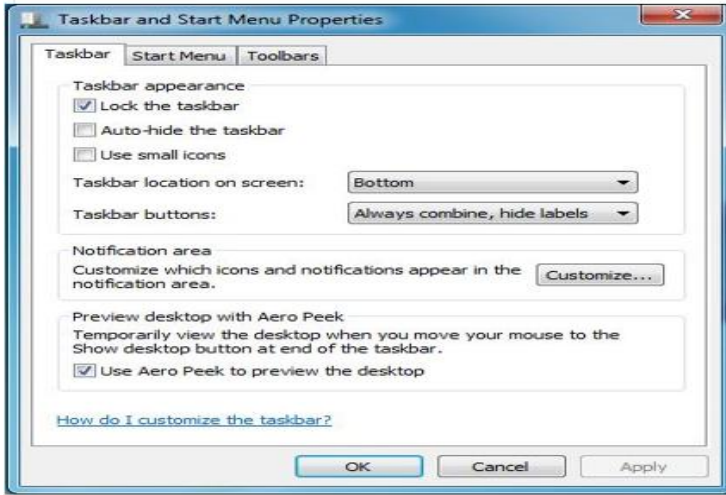 Taskbar and Start Menu Properties
Taskbar Start Menu Toolbars
Taskbar appearance
Lock the taskbar
Auto-hide the taskbar
Use small icons
Taskbar location on screen: Bottom
Taskbar buttons: Always combine, hide labels
Notification area
Customize which icons and notifications appear in the
notification area.
Customize...
Preview desktop with Aero Peek
Temporarily view the desktop when you move your mouse to the
Show desktop button at end of the taskbar.
Use Aero Peek to preview the desktop
How do I customize the taskbar?
OK Cancel Apply